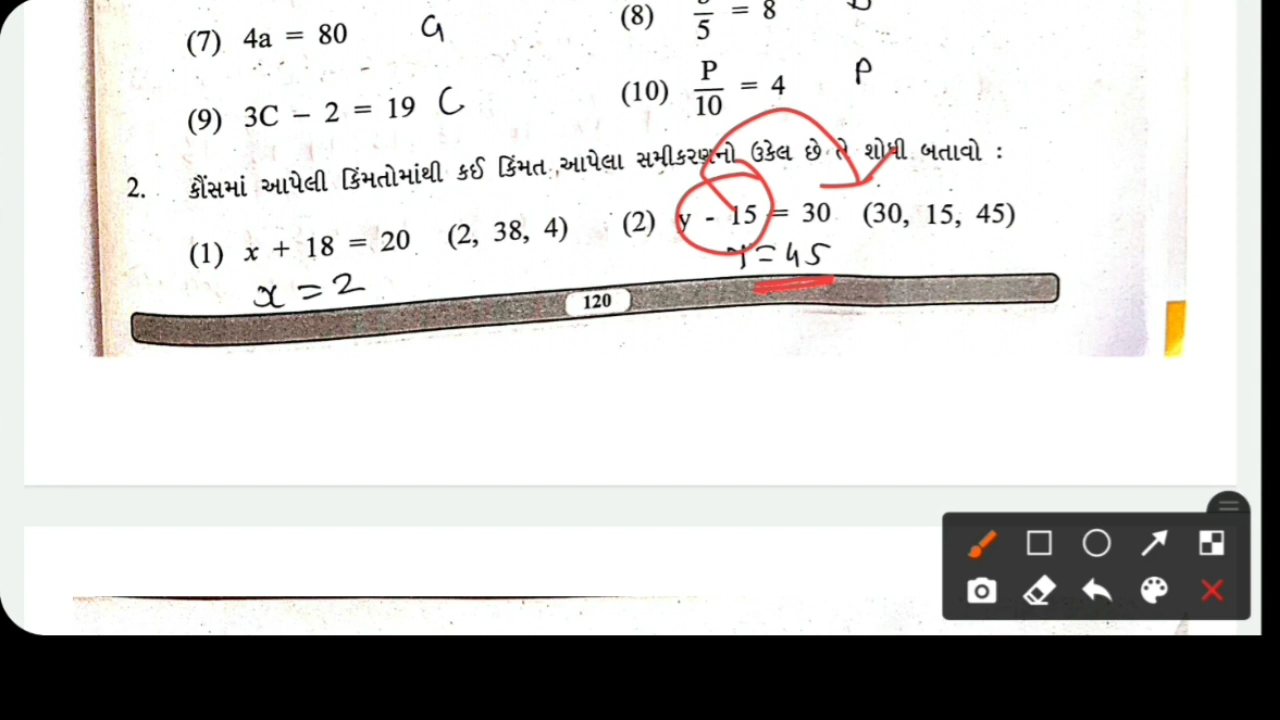 (7) 4a = 80 a (8) /5 = 8
(9) 3C − 2 = 19 C (10) P/10 = 4 P
2. કૌંસમાં આપેલી કિંમતોમાંથી કઈ કિંમત આપેલા સમીકરણનો ઉકેલ છે તે શોધી બતાવો :
(1) x + 18 = 20 (2, 38, 4) (2) y - 15 = 30 (30, 15, 45)
x = 2 y = 45
120